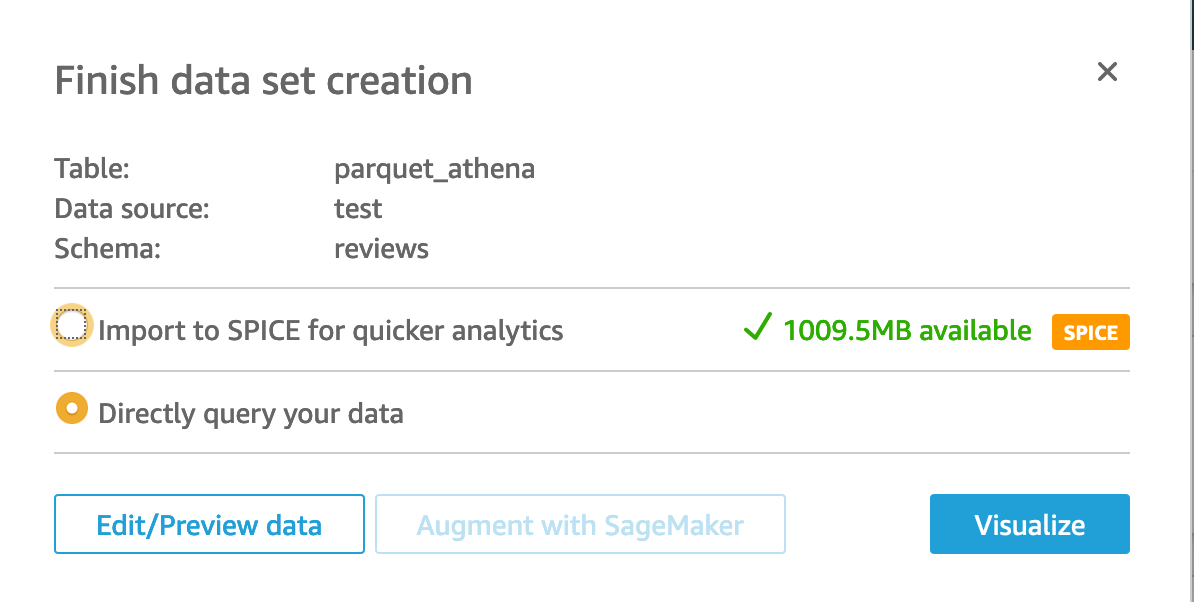 Finish data set creation
Table: parquet_athena
Data source: test
Schema: reviews
Import to SPICE for quicker analytics 1009.5MB available SPICE
Directly query your data
Edit/Preview data Augment with SageMaker Visualize